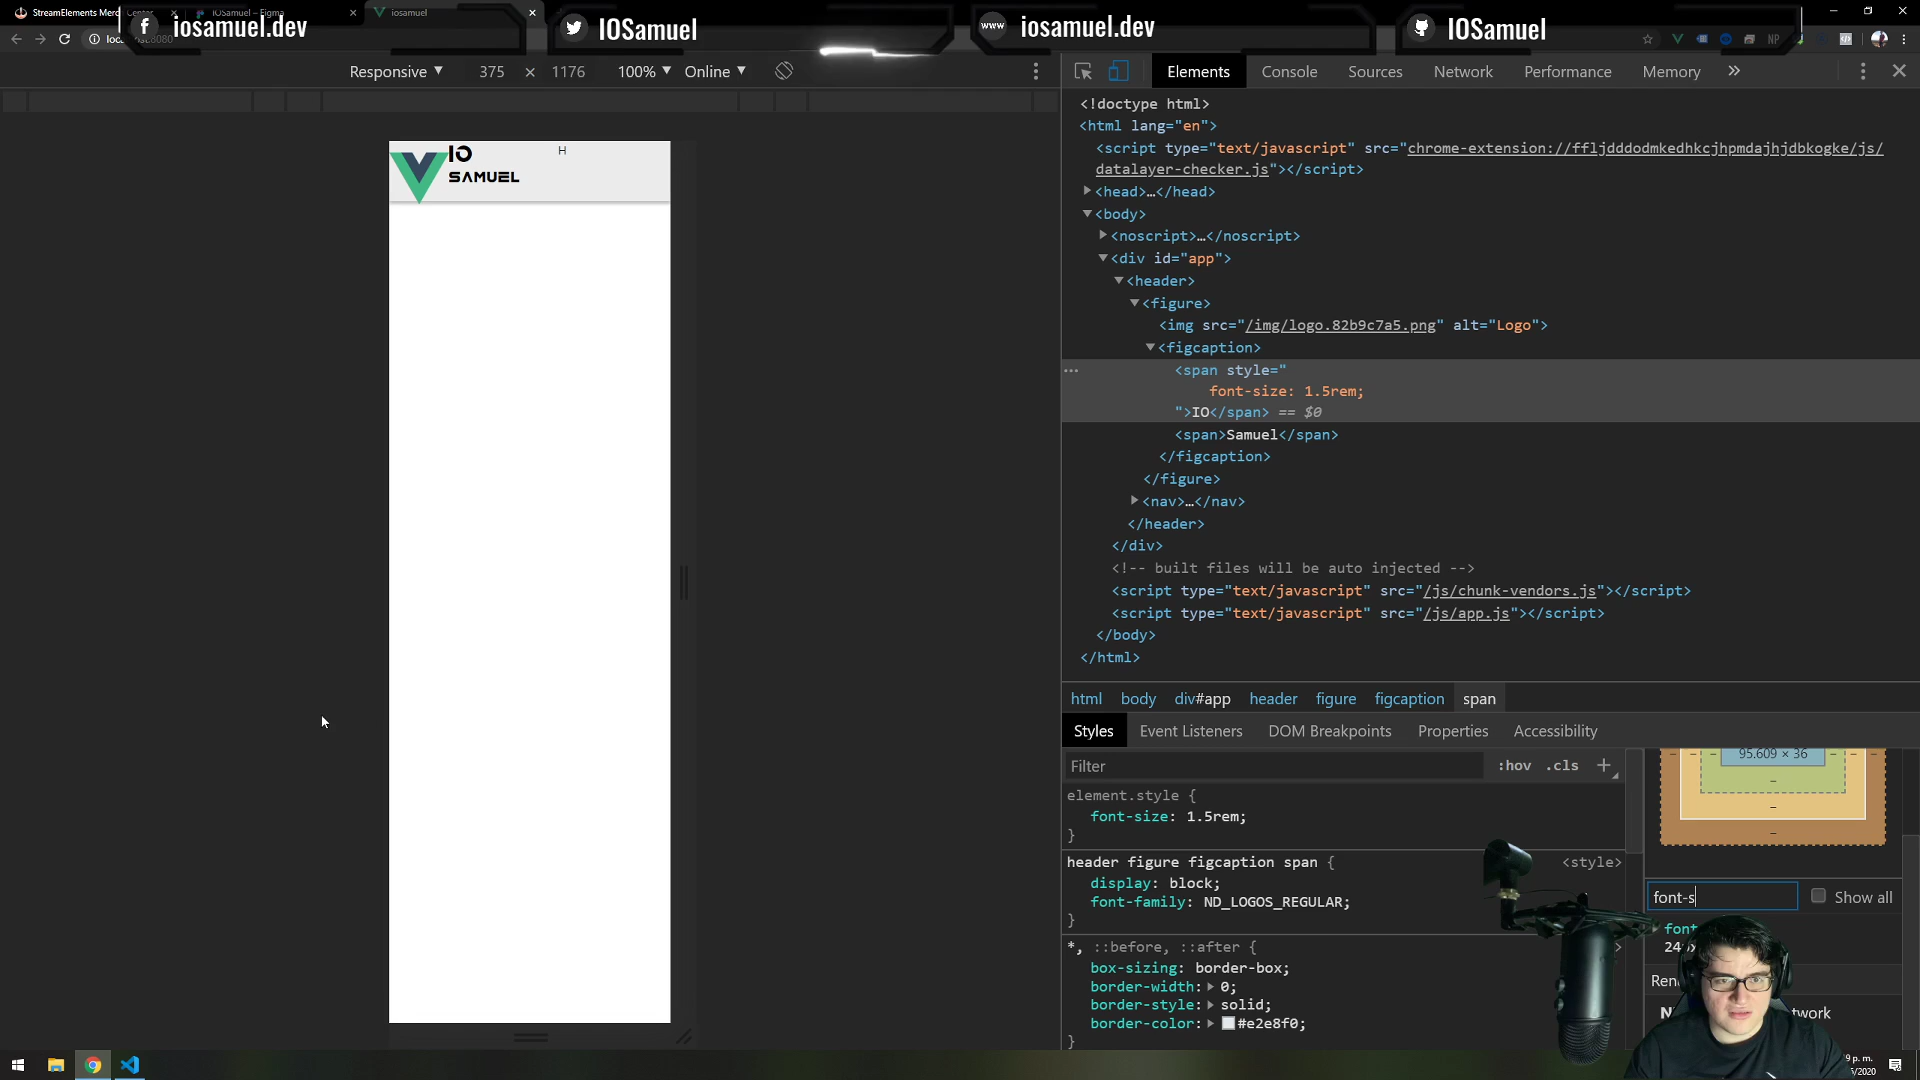 StreamElements Merch Center
IOSamuel – Figma
iosamuel
iosamuel.dev
IOSamuel
www
iosamuel.dev
IOSamuel
Responsive
375
×
1176
100%
Online
Elements
Console
Sources
Network
Performance
Memory
»
IO
SAMUEL
H
<!doctype html>
<html lang="en">
<script type="text/javascript" src="chrome-extension://ffljdddodmkedhkcjhpmdajhjdbkogke/js/
datalayer-checker.js"></script>
<head>…</head>
<body>
<noscript>…</noscript>
<div id="app">
<header>
<figure>
<img src="/img/logo.82b9c7a5.png" alt="Logo">
<figcaption>
<span style="
font-size: 1.5rem;
">IO</span> == $0
<span>Samuel</span>
</figcaption>
</figure>
<nav>…</nav>
</header>
</div>
<!-- built files will be auto injected -->
<script type="text/javascript" src="/js/chunk-vendors.js"></script>
<script type="text/javascript" src="/js/app.js"></script>
</body>
</html>
html body div#app header figure figcaption span
Styles Event Listeners DOM Breakpoints Properties Accessibility
Filter
:hov .cls +
element.style {
font-size: 1.5rem;
}
header figure figcaption span {
<style>
display: block;
font-family: ND_LOGOS_REGULAR;
}
*, ::before, ::after {
box-sizing: border-box;
border-width: 0;
border-style: solid;
border-color: #e2e8f0;
}
95.609 × 36
font-s
Show all